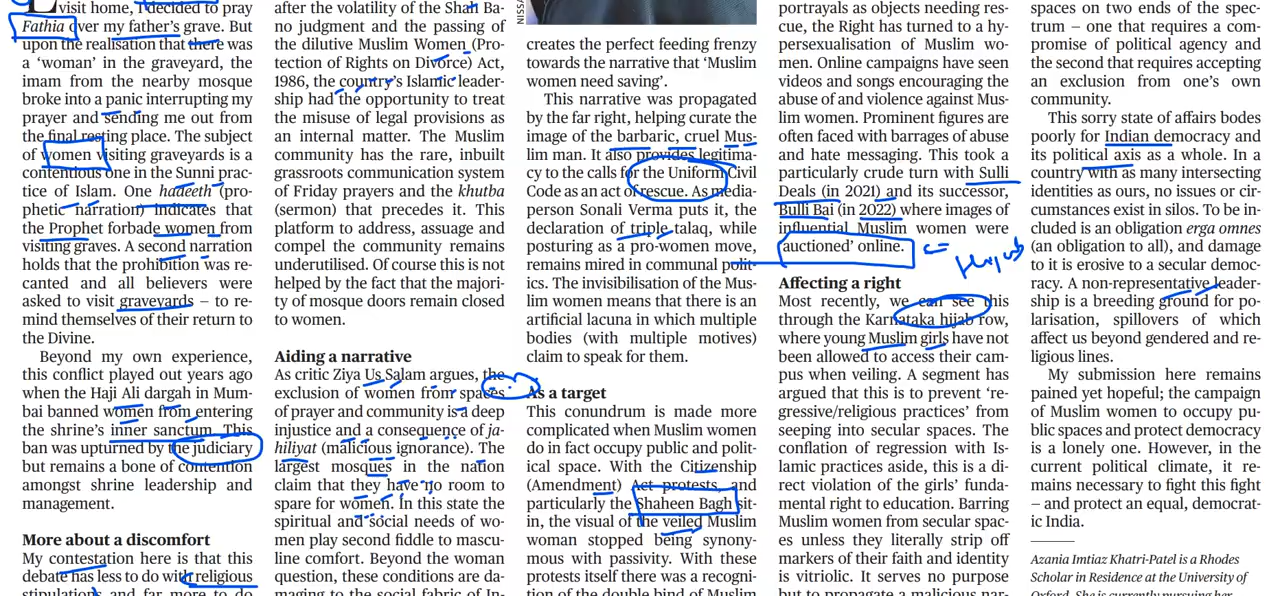 visit home, I decided to pray
Fathia over my father's grave. But
upon the realisation that there was
a 'woman' in the graveyard, the
imam from the nearby mosque
broke into a panic interrupting my
prayer and sending me out from
the final resting place. The subject
of women visiting graveyards is a
contentious one in the Sunni prac-
tice of Islam. One hadeeth (pro-
phetic narration) indicates that
the Prophet forbade women from
visiting graves. A second narration
holds that the prohibition was re-
canted and all believers were
asked to visit graveyards – to re-
mind themselves of their return to
the Divine.
Beyond my own experience,
this conflict played out years ago
when the Haji Ali dargah in Mum-
bai banned women from entering
the shrine's inner sanctum. This
ban was upturned by the judiciary
but remains a bone of contention
amongst shrine leadership and
management.
More about a discomfort
My contestation here is that this
debate has less to do with religious
stipulations and far more to do
after the volatility of the Shah Ba-
no judgment and the passing of
the dilutive Muslim Women (Pro-
tection of Rights on Divorce) Act,
1986, the country's Islamic leader-
ship had the opportunity to treat
the misuse of legal provisions as
an internal matter. The Muslim
community has the rare, inbuilt
grassroots communication system
of Friday prayers and the khutba
(sermon) that precedes it. This
platform to address, assuage and
compel the community remains
underutilised. Of course this is not
helped by the fact that the majori-
ty of mosque doors remain closed
to women.
Aiding a narrative
As critic Ziya Us Salam argues, the
exclusion of women from spaces
of prayer and community is a deep
injustice and a consequence of ja-
hiliyat (malicious ignorance). The
largest mosques in the nation
claim that they have no room to
spare for women. In this state the
spiritual and social needs of wo-
men play second fiddle to mascu-
line comfort. Beyond the woman
question, these conditions are da-
maging to the social fabric of In-
NISSA
creates the perfect feeding frenzy
towards the narrative that 'Muslim
women need saving'.
This narrative was propagated
by the far right, helping curate the
image of the barbaric, cruel Mus-
lim man. It also provides legitima-
cy to the calls for the Uniform Civil
Code as an act of rescue. As media-
person Sonali Verma puts it, the
declaration of triple talaq, while
posturing as a pro-women move,
remains mired in communal polit-
ics. The invisibilisation of the Mus-
lim women means that there is an
artificial lacuna in which multiple
bodies (with multiple motives)
claim to speak for them.
As a target
This conundrum is made more
complicated when Muslim women
do in fact occupy public and polit-
ical space. With the Citizenship
(Amendment) Act protests, and
particularly the Shaheen Bagh sit-
in, the visual of the veiled Muslim
woman stopped being synony-
mous with passivity. With these
protests itself there was a recogni-
tion of the double bind of Muslim
portrayals as objects needing res-
cue, the Right has turned to a hy-
persexualisation of Muslim wo-
men. Online campaigns have seen
videos and songs encouraging the
abuse of and violence against Mus-
lim women. Prominent figures are
often faced with barrages of abuse
and hate messaging. This took a
particularly crude turn with Sulli
Deals (in 2021) and its successor,
Bulli Bai (in 2022) where images of
influential Muslim women were
'auctioned' online.
Affecting a right
Most recently, we can see this
through the Karnataka hijab row,
where young Muslim girls have not
been allowed to access their cam-
pus when veiling. A segment has
argued that this is to prevent 're-
gressive/religious practices' from
seeping into secular spaces. The
conflation of regression with Is-
lamic practices aside, this is a di-
rect violation of the girls' funda-
mental right to education. Barring
Muslim women from secular spac-
es unless they literally strip off
markers of their faith and identity
is vitriolic. It serves no purpose
but to propagate a malicious nar-
spaces on two ends of the spec-
trum – one that requires a com-
promise of political agency and
the second that requires accepting
an exclusion from one's own
community.
This sorry state of affairs bodes
poorly for Indian democracy and
its political axis as a whole. In a
country with as many intersecting
identities as ours, no issues or cir-
cumstances exist in silos. To be in-
cluded is an obligation erga omnes
(an obligation to all), and damage
to it is erosive to a secular democ-
racy. A non-representative leader-
ship is a breeding ground for po-
larisation, spillovers of which
affect us beyond gendered and re-
ligious lines.
My submission here remains
pained yet hopeful; the campaign
of Muslim women to occupy pu-
blic spaces and protect democracy
is a lonely one. However, in the
current political climate, it re-
mains necessary to fight this fight
– and protect an equal, democrat-
ic India.
Azania Imtiaz Khatri-Patel is a Rhodes
Scholar in Residence at the University of
Oxford. She is currently pursuing her